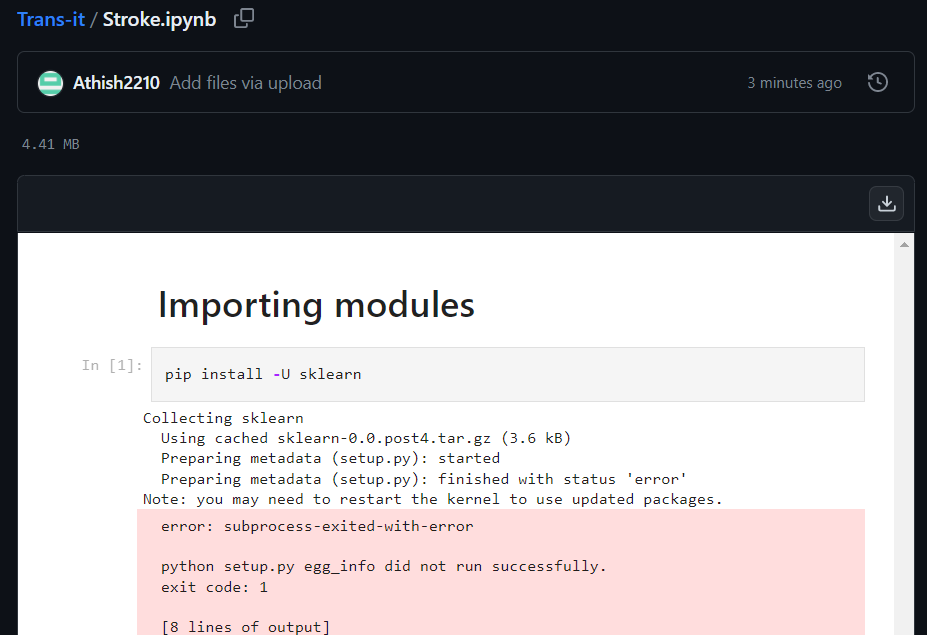 Trans-it / Stroke.ipynb
Athish2210 Add files via upload 3 minutes ago
4.41 MB
Importing modules
In [1]: pip install -U sklearn
Collecting sklearn
  Using cached sklearn-0.0.post4.tar.gz (3.6 kB)
  Preparing metadata (setup.py): started
  Preparing metadata (setup.py): finished with status 'error'
Note: you may need to restart the kernel to use updated packages.
  error: subprocess-exited-with-error
  python setup.py egg_info did not run successfully.
  exit code: 1
  [8 lines of output]